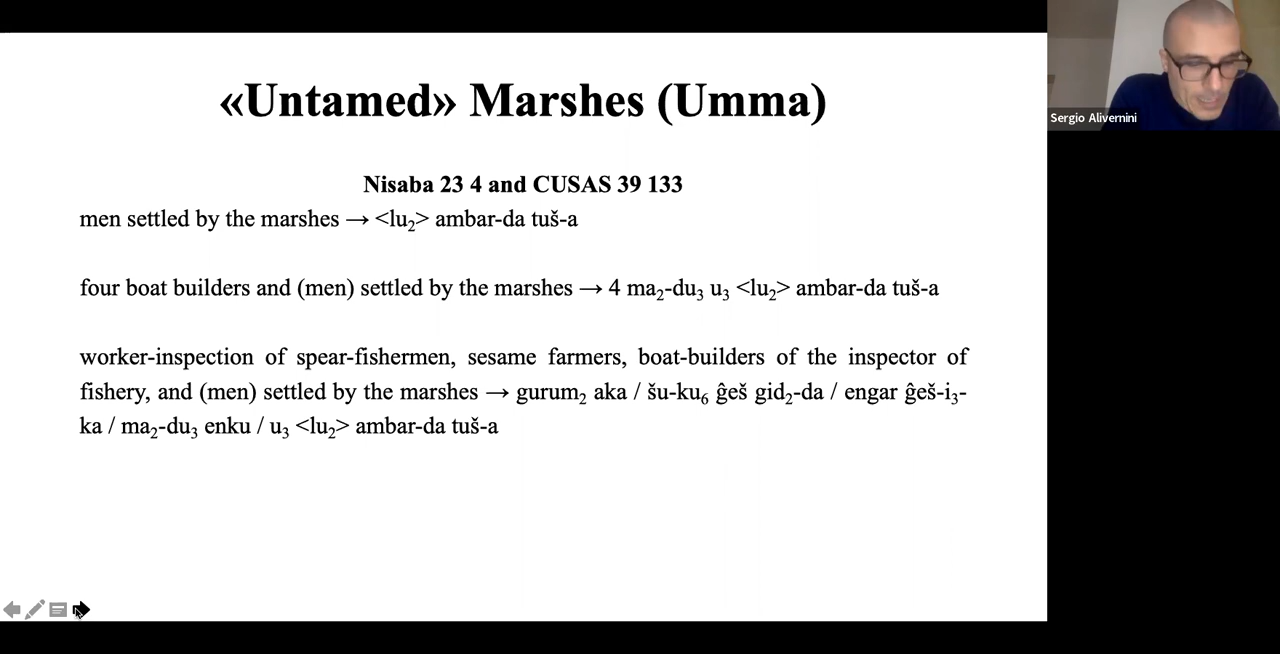 «Untamed» Marshes (Umma)
Nisaba 23 4 and CUSAS 39 133
men settled by the marshes → <lu₂> ambar-da tuš-a
four boat builders and (men) settled by the marshes → 4 ma₂-du₃ u₃ <lu₂> ambar-da tuš-a
worker-inspection of spear-fishermen, sesame farmers, boat-builders of the inspector of
fishery, and (men) settled by the marshes → gurum₂ aka / šu-ku₆ ĝeš gid₂-da / engar ĝeš-i₃-
ka / ma₂-du₃ enku / u₃ <lu₂> ambar-da tuš-a
Sergio Alivernini